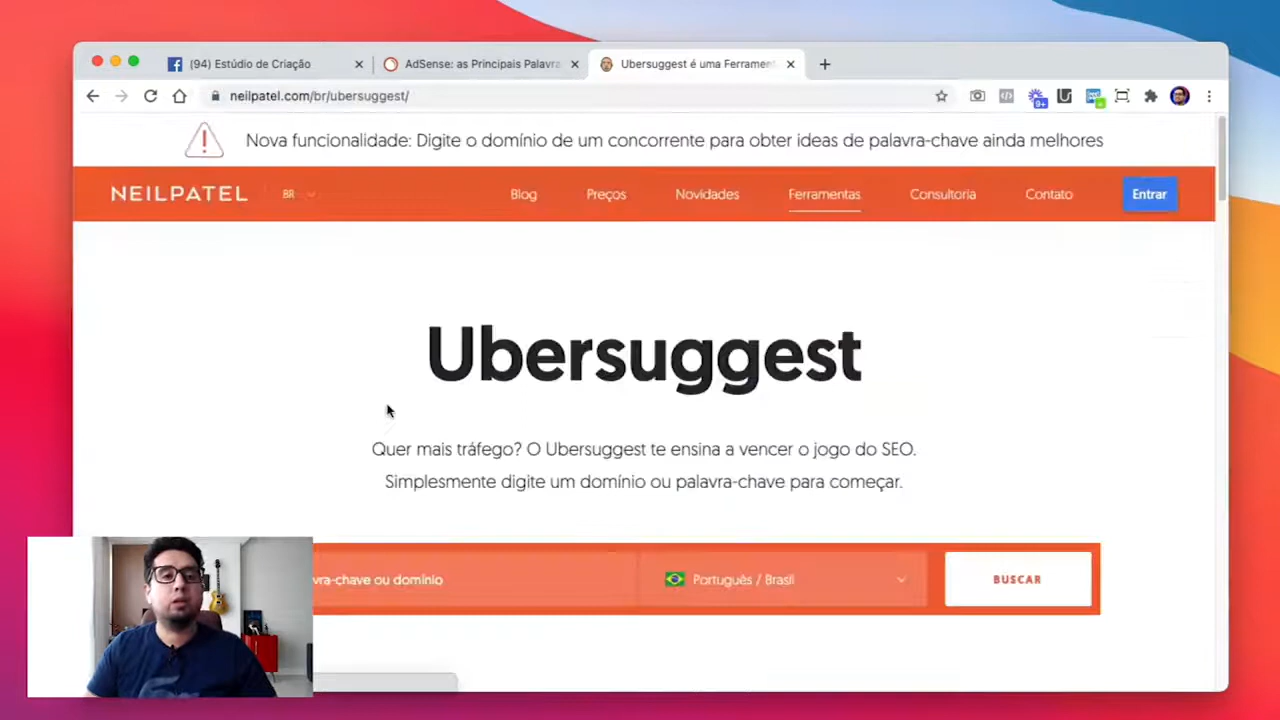 (94) Estúdio de Criação
AdSense: as Principais Palavra
Ubersuggest é uma Ferrament
neilpatel.com/br/ubersuggest/
9+
Nova funcionalidade: Digite o domínio de um concorrente para obter ideas de palavra-chave ainda melhores
NEILPATEL
BR
Blog
Preços
Novidades
Ferramentas
Consultoria
Contato
Entrar
Ubersuggest
Quer mais tráfego? O Ubersuggest te ensina a vencer o jogo do SEO.
Simplesmente digite um domínio ou palavra-chave para começar.
vra-chave ou domínio
Português / Brasil
BUSCAR